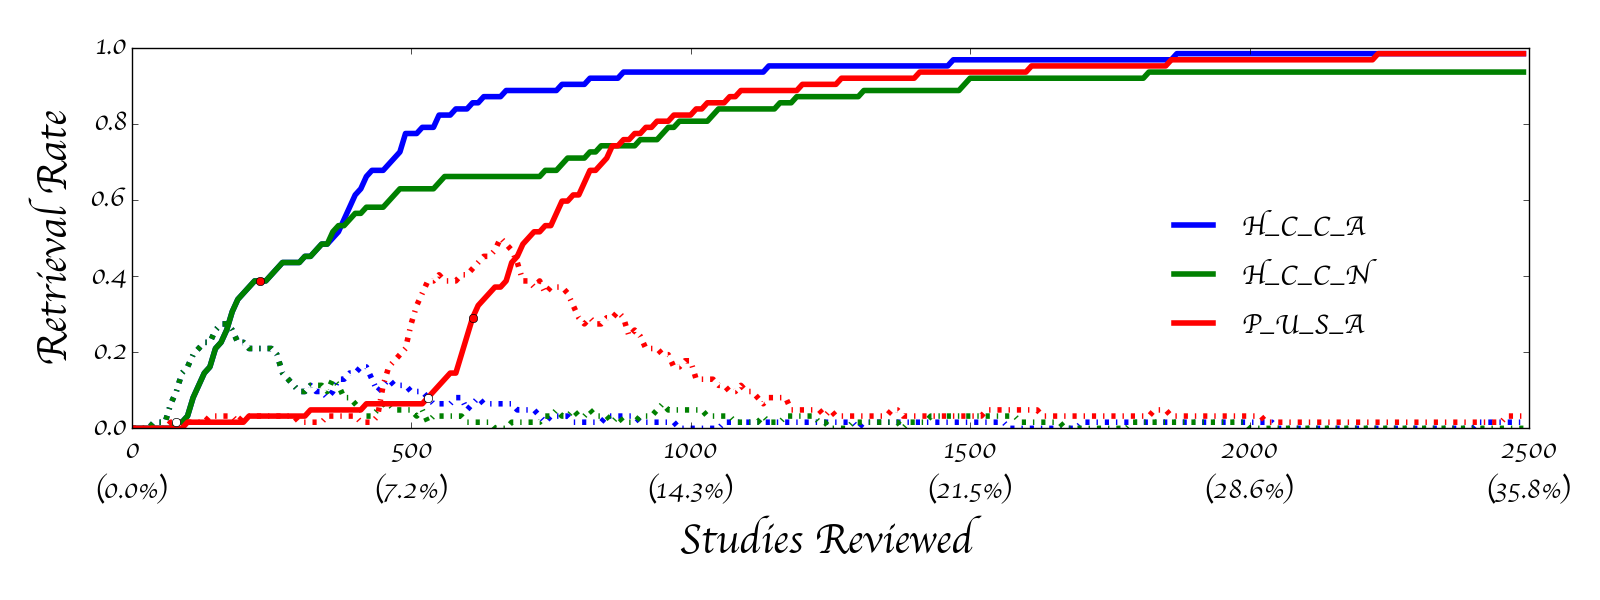 Retrieval Rate
1.0
0.8
0.6
0.4
0.2
0.0
H_C_C_A
H_C_C_N
P_U_S_A
0 500 1000 1500 2000 2500
(0.0%) (7.2%) (14.3%) (21.5%) (28.6%) (35.8%)
Studies Reviewed